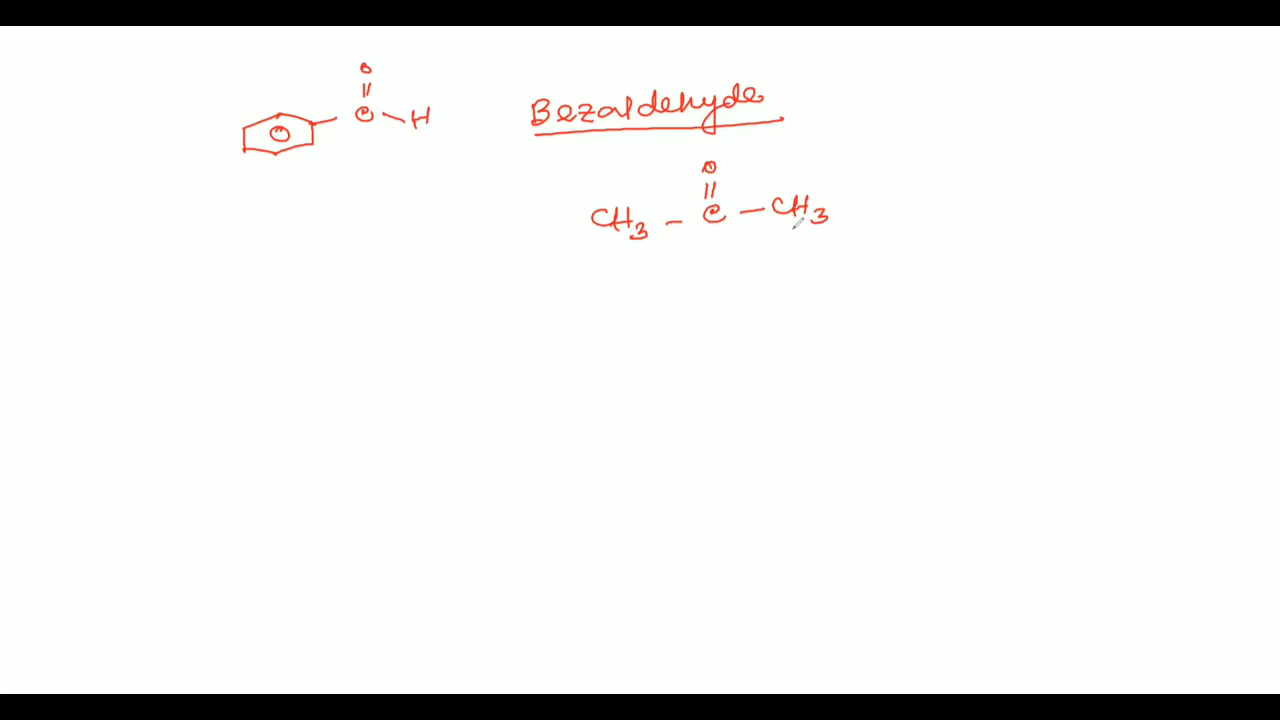 O
||
C - H
Bezaldehyde
O
||
CH3 - C - CH3